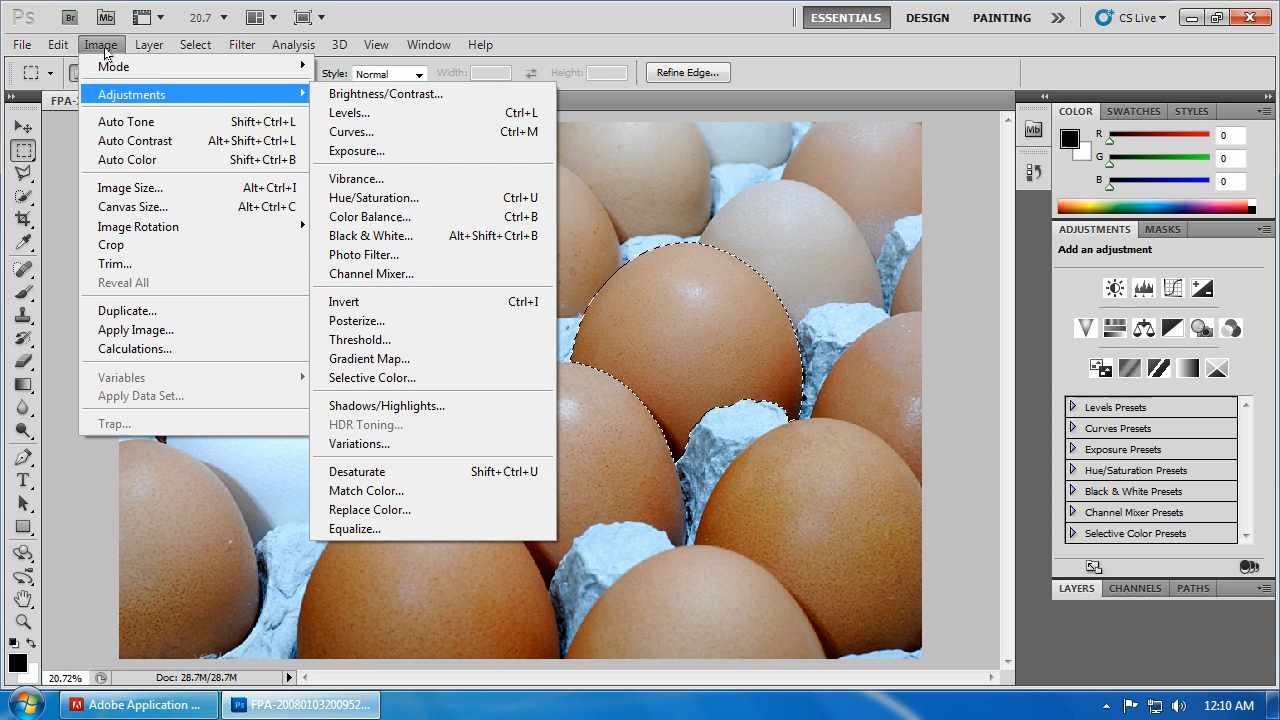 Ps Br Mb 20.7 ESSENTIALS DESIGN PAINTING CS Live
File Edit Image Layer Select Filter Analysis 3D View Window Help
Style: Normal Width: Height: Refine Edge...
FPA-2
Mode
Adjustments
Auto Tone Shift+Ctrl+L
Auto Contrast Alt+Shift+Ctrl+L
Auto Color Shift+Ctrl+B
Image Size... Alt+Ctrl+I
Canvas Size... Alt+Ctrl+C
Image Rotation
Crop
Trim...
Reveal All
Duplicate...
Apply Image...
Calculations...
Variables
Apply Data Set...
Trap...
Brightness/Contrast...
Levels... Ctrl+L
Curves... Ctrl+M
Exposure...
Vibrance...
Hue/Saturation... Ctrl+U
Color Balance... Ctrl+B
Black & White... Alt+Shift+Ctrl+B
Photo Filter...
Channel Mixer...
Invert Ctrl+I
Posterize...
Threshold...
Gradient Map...
Selective Color...
Shadows/Highlights...
HDR Toning...
Variations...
Desaturate Shift+Ctrl+U
Match Color...
Replace Color...
Equalize...
Mb
COLOR SWATCHES STYLES
R 0
G 0
B 0
ADJUSTMENTS MASKS
Add an adjustment
Levels Presets
Curves Presets
Exposure Presets
Hue/Saturation Presets
Black & White Presets
Channel Mixer Presets
Selective Color Presets
LAYERS CHANNELS PATHS
20.72% Doc: 28.7M/28.7M
Adobe Application ... Ps FPA-20080103200952... 12:10 AM